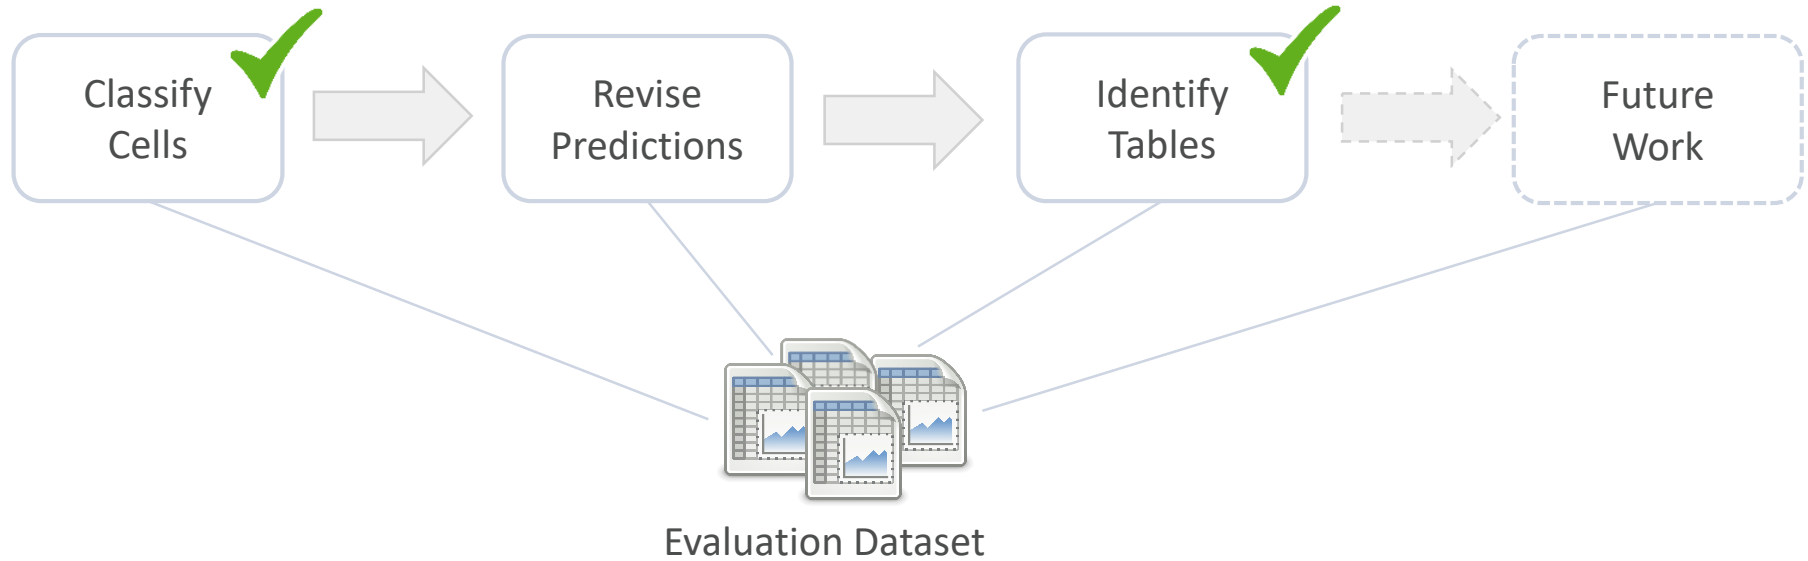 Classify
Cells
Revise
Predictions
Identify
Tables
Future
Work
Evaluation Dataset